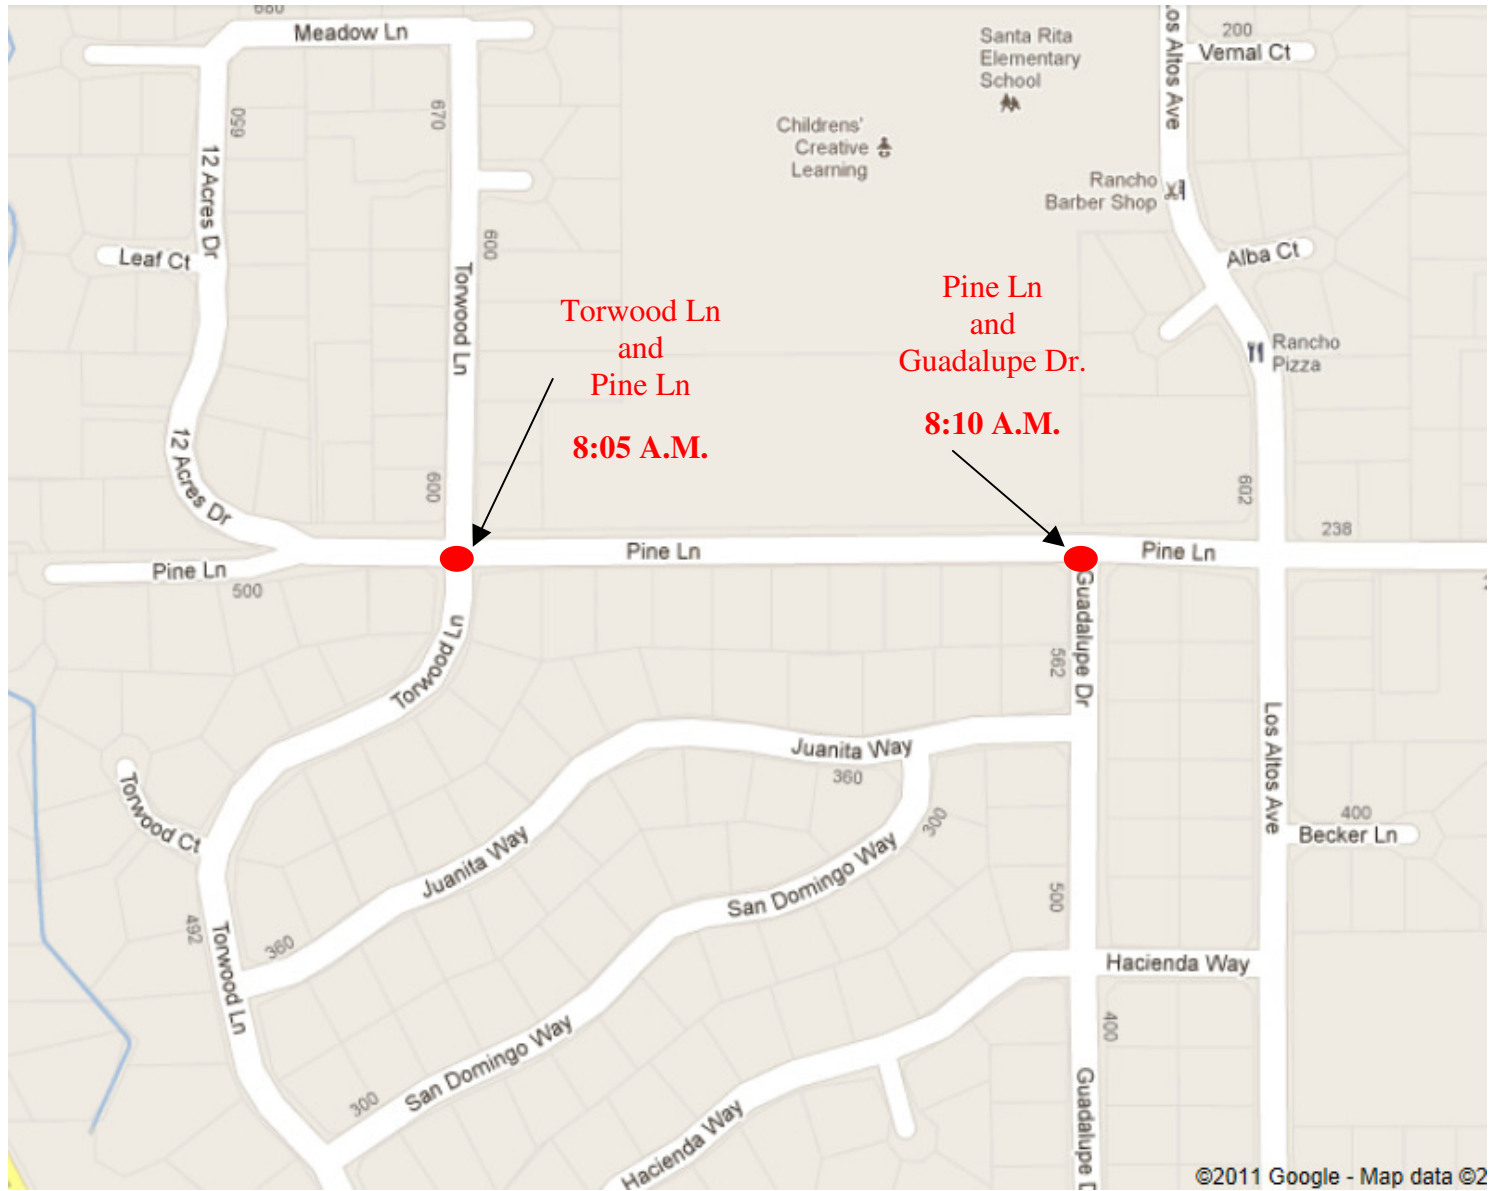 680
Meadow Ln
200
Vernal Ct
Los Altos Ave
Santa Rita
Elementary
School
Childrens'
Creative
Learning
Rancho
Barber Shop
Alba Ct
Rancho
Pizza
660
670
12 Acres Dr
Leaf Ct
600
Torwood Ln
Torwood Ln
and
Pine Ln
8:05 A.M.
Pine Ln
and
Guadalupe Dr.
8:10 A.M.
12 Acres Dr
600
602
238
Pine Ln
Pine Ln
Pine Ln
500
Torwood Ln
Guadalupe Dr
562
Juanita Way
360
Los Altos Ave
Torwood Ct
300
400
Becker Ln
Juanita Way
San Domingo Way
500
492
360
Torwood Ln
Hacienda Way
400
San Domingo Way
300
Hacienda Way
Guadalupe D
©2011 Google - Map data ©2